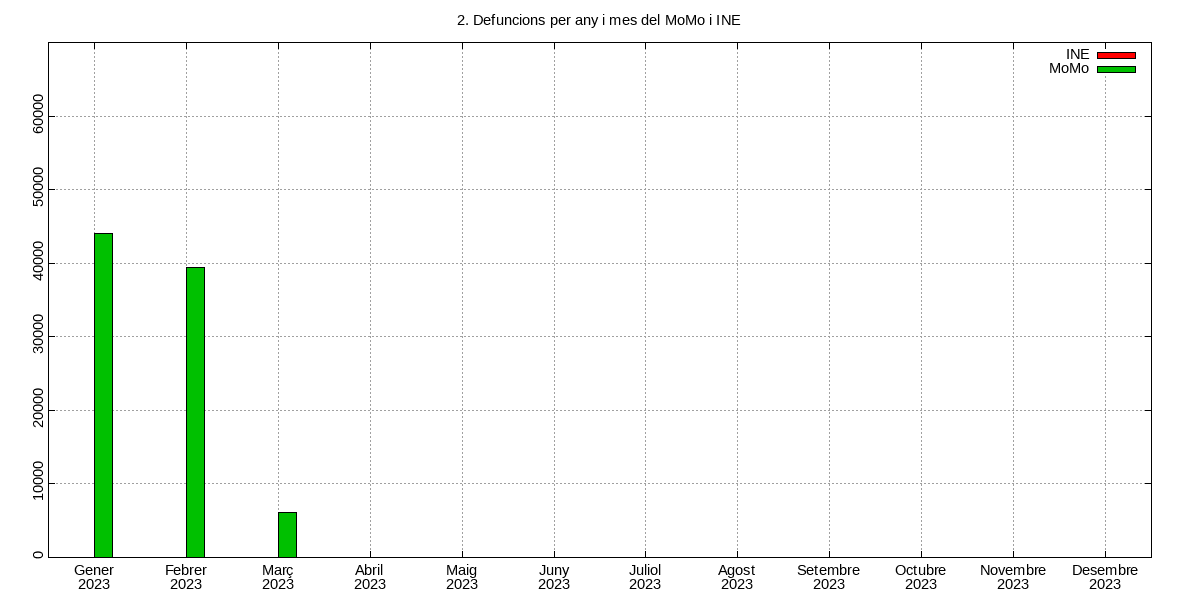 2. Defuncions per any i mes del MoMo i INE
INE
MoMo
60000
50000
40000
30000
20000
10000
0
Gener Febrer Març Abril Maig Juny Juliol Agost Setembre Octubre Novembre Desembre
2023 2023 2023 2023 2023 2023 2023 2023 2023 2023 2023 2023